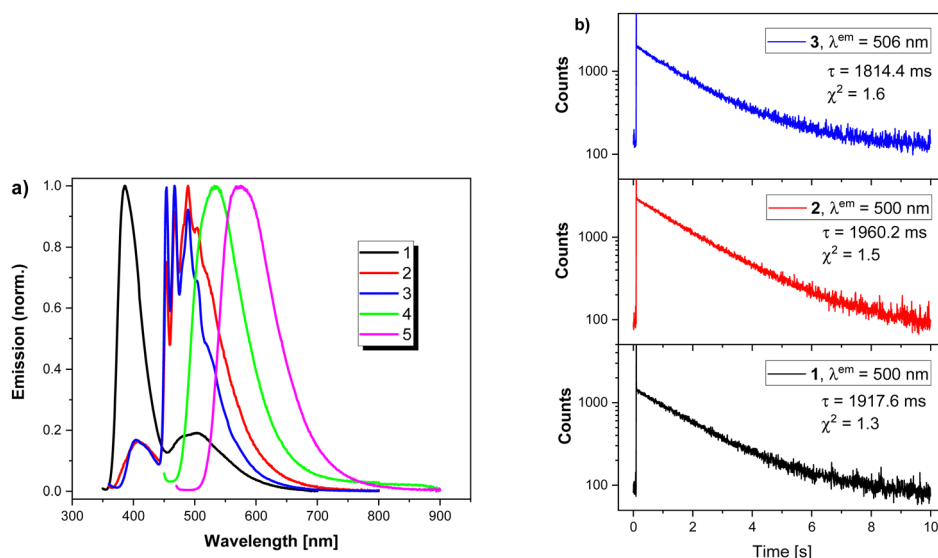 a)
Emission (norm.)
1.0
0.8
0.6
0.4
0.2
0.0
300 400 500 600 700 800 900
Wavelength [nm]
1
2
3
4
5
b)
Counts
1000
100
3, λᵉᵐ = 506 nm
τ = 1814.4 ms
χ² = 1.6
Counts
1000
100
2, λᵉᵐ = 500 nm
τ = 1960.2 ms
χ² = 1.5
Counts
1000
100
1, λᵉᵐ = 500 nm
τ = 1917.6 ms
χ² = 1.3
0 2 4 6 8 10
Time [s]